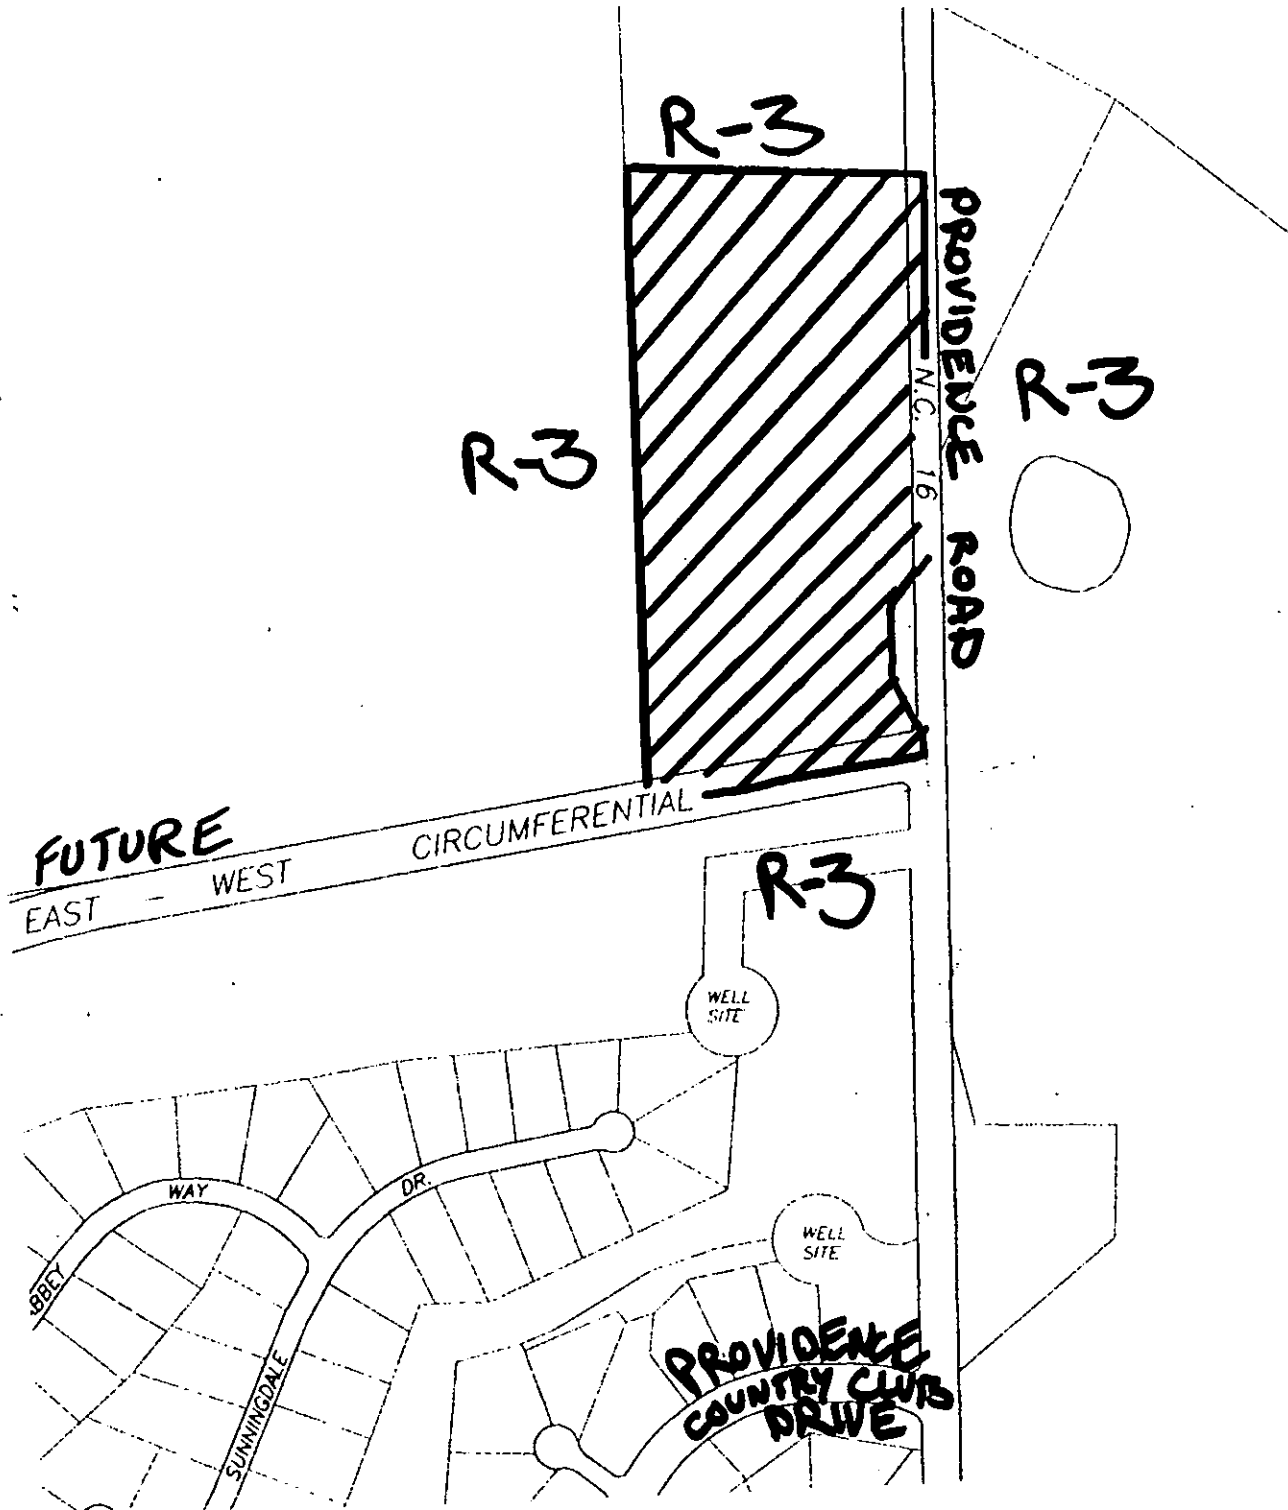 R-3
PROVIDENCE ROAD
N.C. 16
R-3
R-3
FUTURE
EAST - WEST CIRCUMFERENTIAL
R-3
WELL
SITE
WAY
DR.
WELL
SITE
BBEY
SUNNINGDALE
PROVIDENCE
COUNTRY CLUB
DRIVE